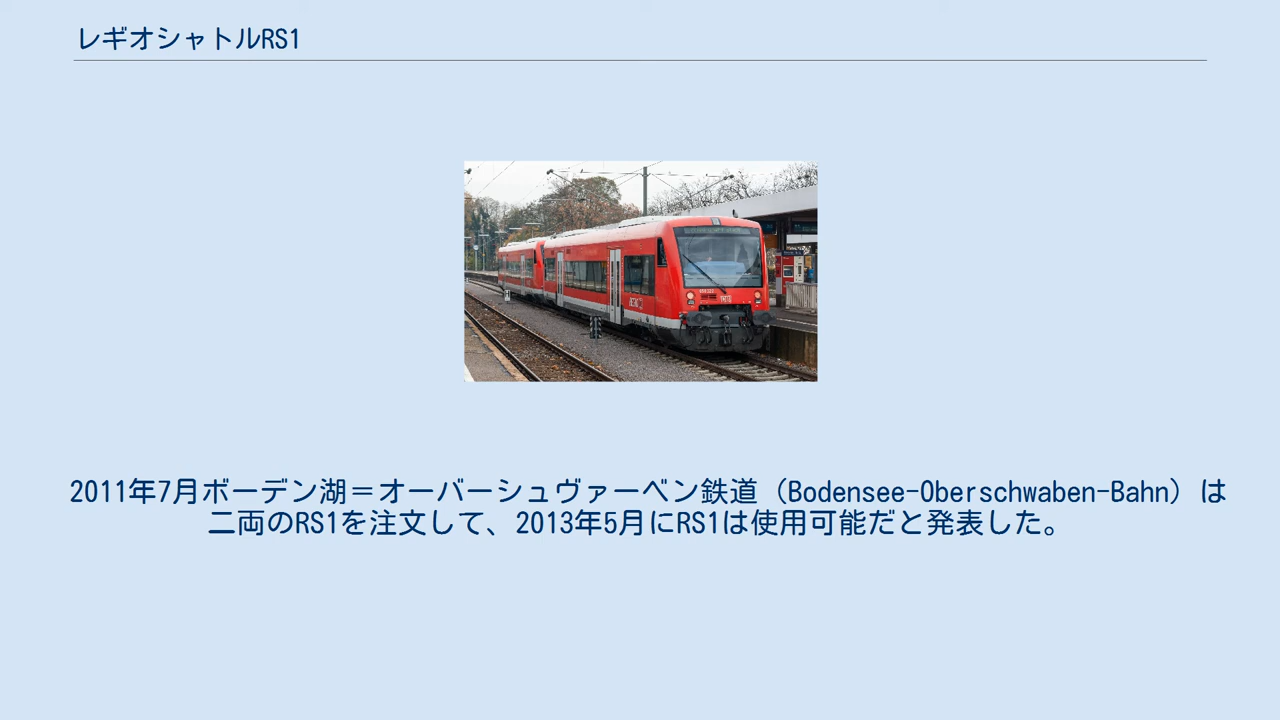 レギオシャトルRS1
2011年7月ボーデン湖＝オーバーシュヴァーベン鉄道（Bodensee-Oberschwaben-Bahn）は
二両のRS1を注文して、2013年5月にRS1は使用可能だと発表した。